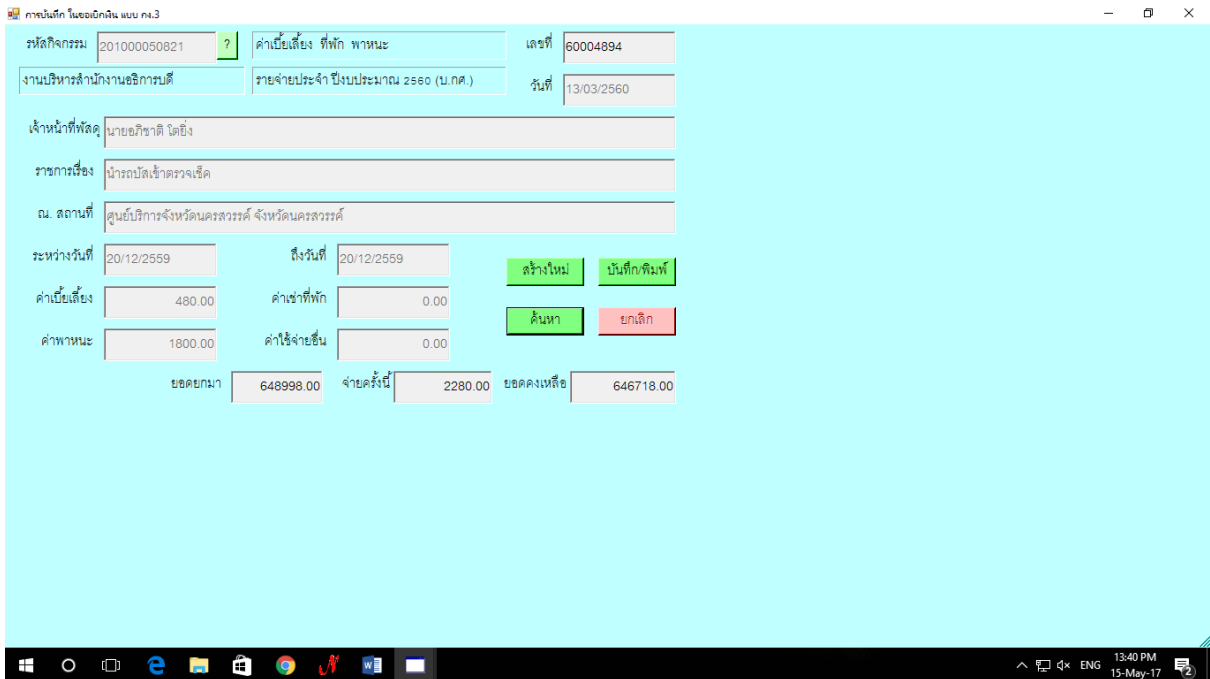 การบันทึก ใบขอเบิกเงิน แบบ กง.3
รหัสกิจกรรม 201000050821 ? ค่าเบี้ยเลี้ยง ที่พัก พาหนะ เลขที่ 60004894
งานบริหารสำนักงานอธิการบดี รายจ่ายประจำ ปีงบประมาณ 2560 (บ.กศ.) วันที่ 13/03/2560
เจ้าหน้าที่พัสดุ นายอภิชาติ โตยิ่ง
ราชการเรื่อง นำรถบัสเข้าตรวจเช็ค
ณ. สถานที่ ศูนย์บริการจังหวัดนครสวรรค์ จังหวัดนครสวรรค์
ระหว่างวันที่ 20/12/2559 ถึงวันที่ 20/12/2559
สร้างใหม่ บันทึก/พิมพ์
ค่าเบี้ยเลี้ยง 480.00 ค่าเช่าที่พัก 0.00
ค้นหา ยกเลิก
ค่าพาหนะ 1800.00 ค่าใช้จ่ายอื่น 0.00
ยอดยกมา 648998.00 จ่ายครั้งนี้ 2280.00 ยอดคงเหลือ 646718.00
ENG 13:40 PM
15-May-17 2